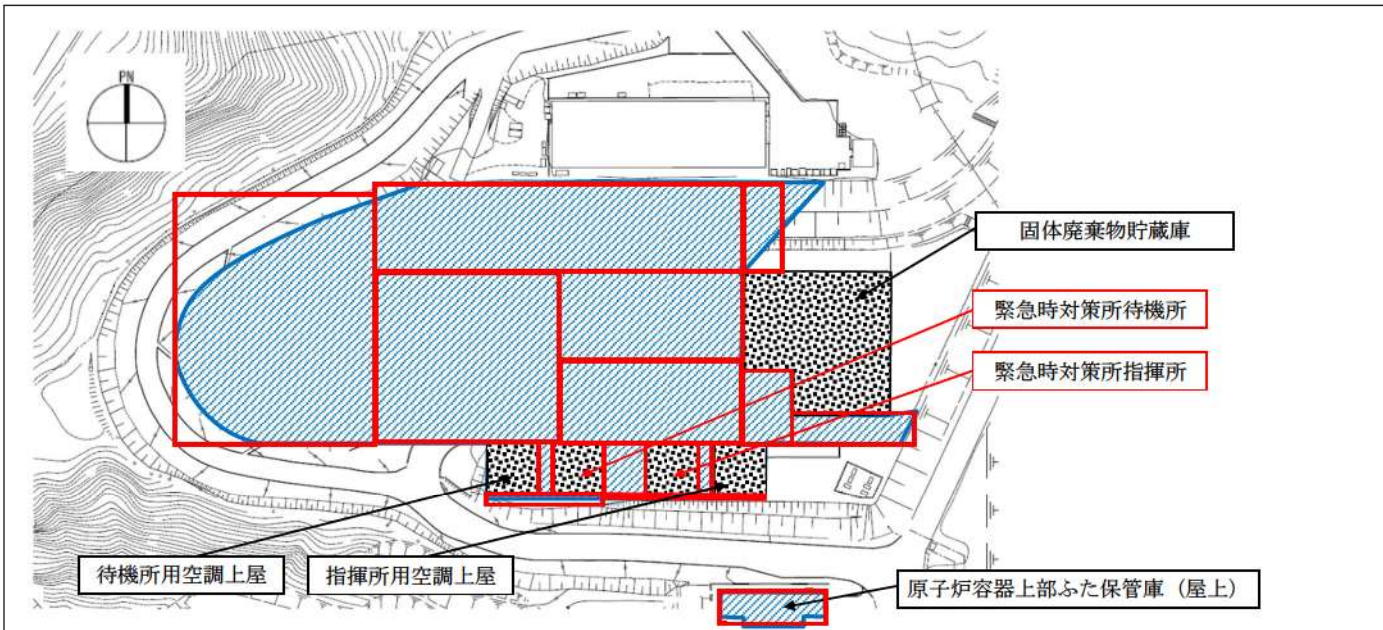 PN
固体廃棄物貯蔵庫
緊急時対策所待機所
緊急時対策所指揮所
待機所用空調上屋
指揮所用空調上屋
原子炉容器上部ふた保管庫（屋上）